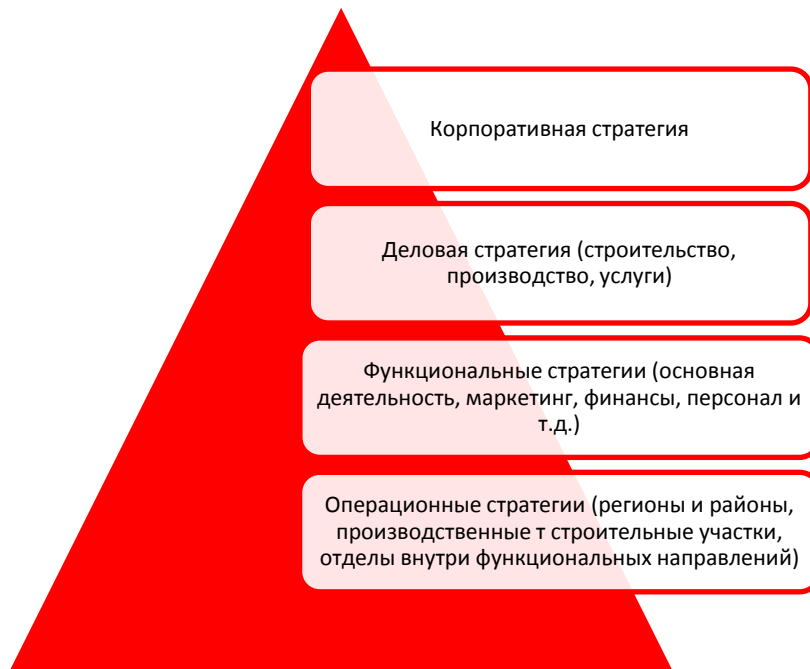 Корпоративная стратегия
Деловая стратегия (строительство,
производство, услуги)
Функциональные стратегии (основная
деятельность, маркетинг, финансы, персонал и
т.д.)
Операционные стратегии (регионы и районы,
производственные т строительные участки,
отделы внутри функциональных направлений)